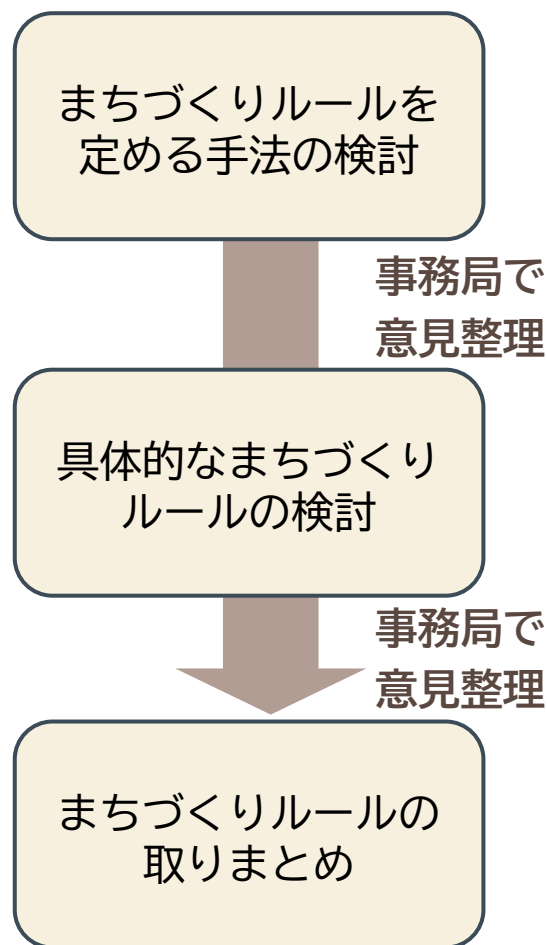 まちづくりルールを
定める手法の検討
事務局で
意見整理
具体的なまちづくり
ルールの検討
事務局で
意見整理
まちづくりルールの
取りまとめ